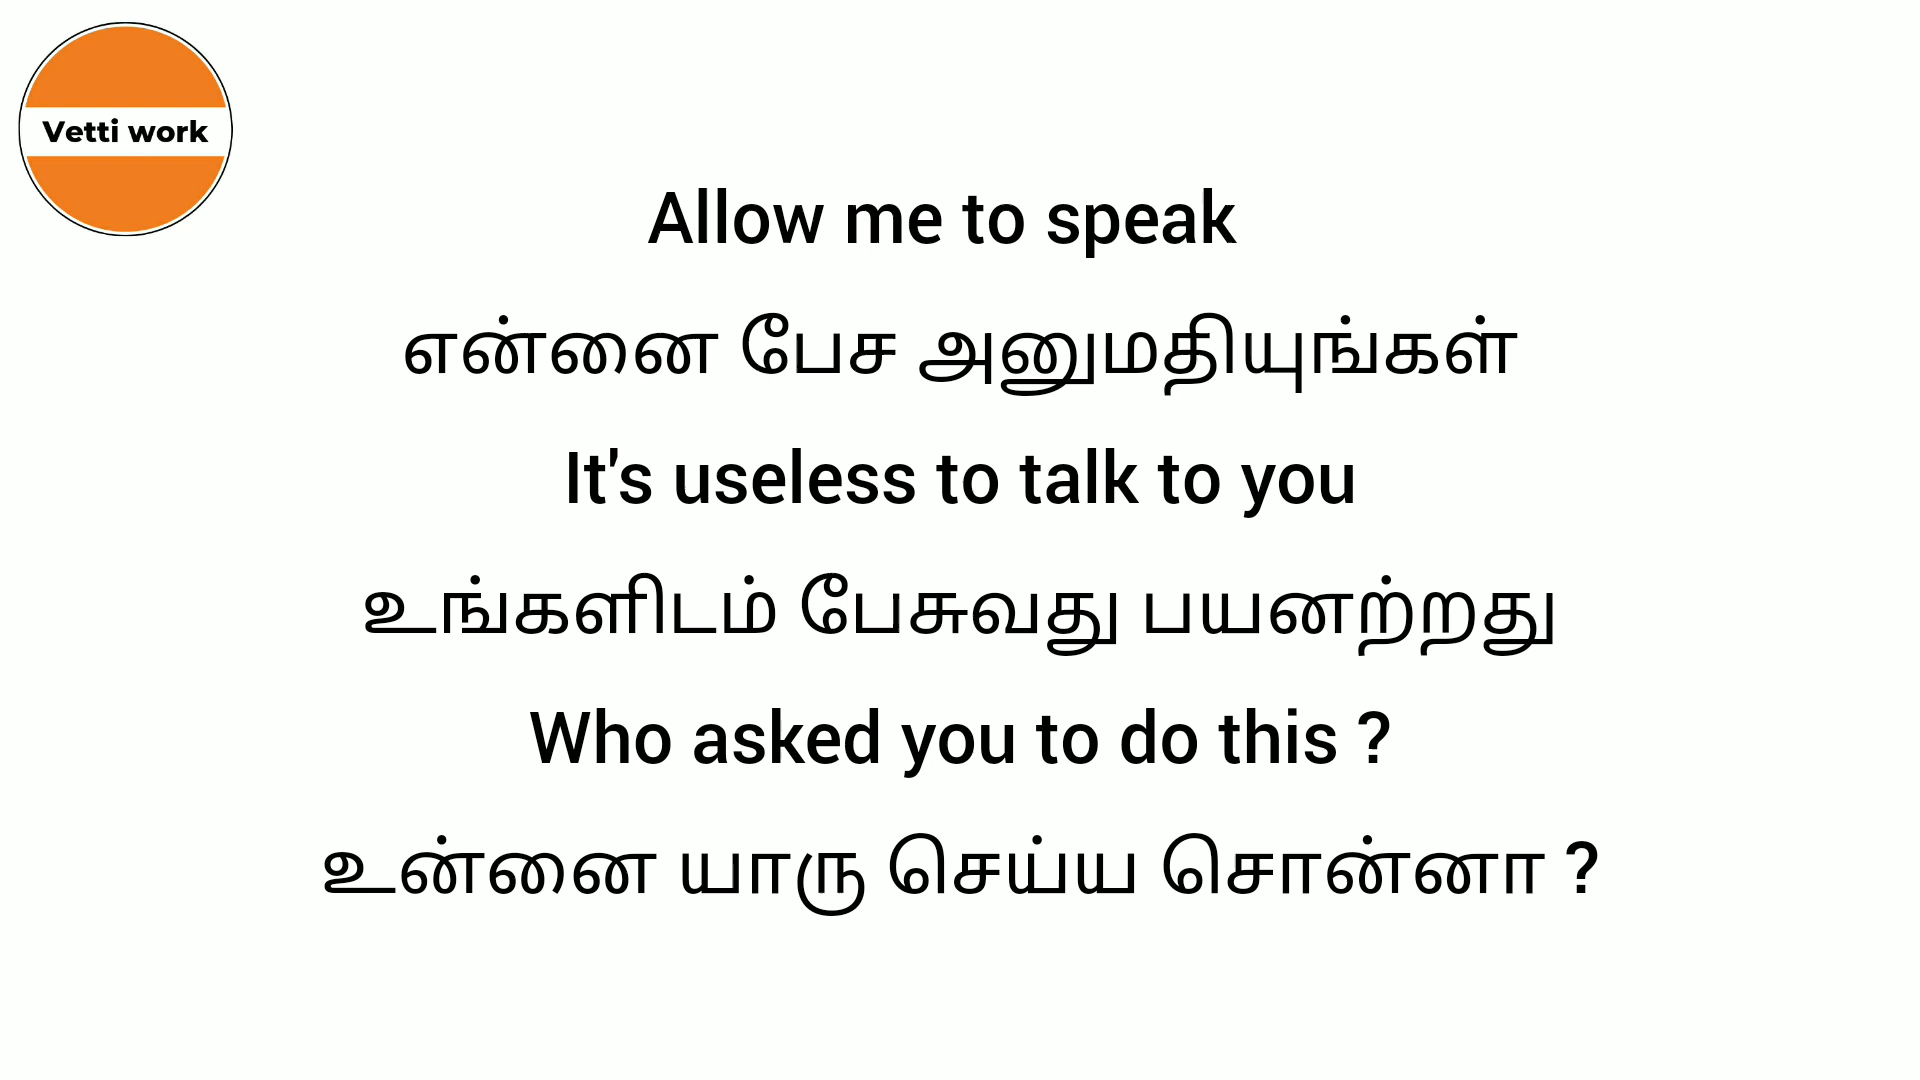 Vetti work
Allow me to speak
என்னை பேச அனுமதியுங்கள்
It's useless to talk to you
உங்களிடம் பேசுவது பயனற்றது
Who asked you to do this ?
உன்னை யாரு செய்ய சொன்னா ?